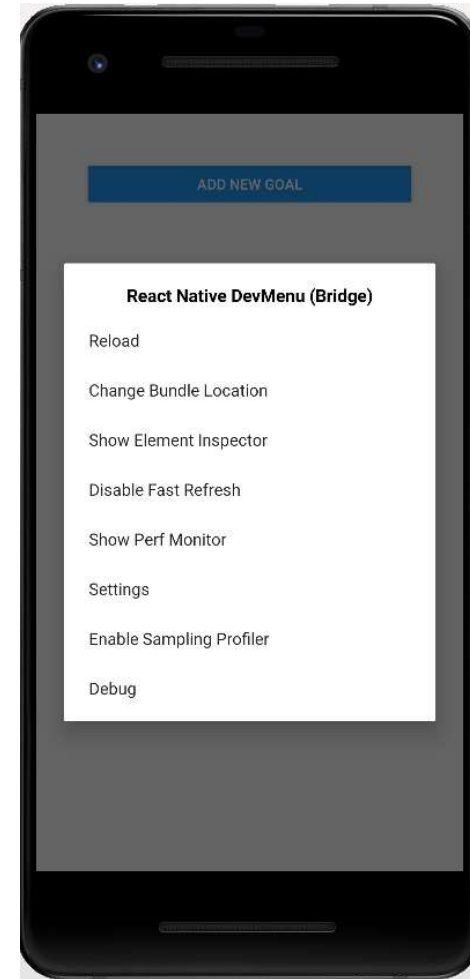 ADD NEW GOAL
React Native DevMenu (Bridge)
Reload
Change Bundle Location
Show Element Inspector
Disable Fast Refresh
Show Perf Monitor
Settings
Enable Sampling Profiler
Debug